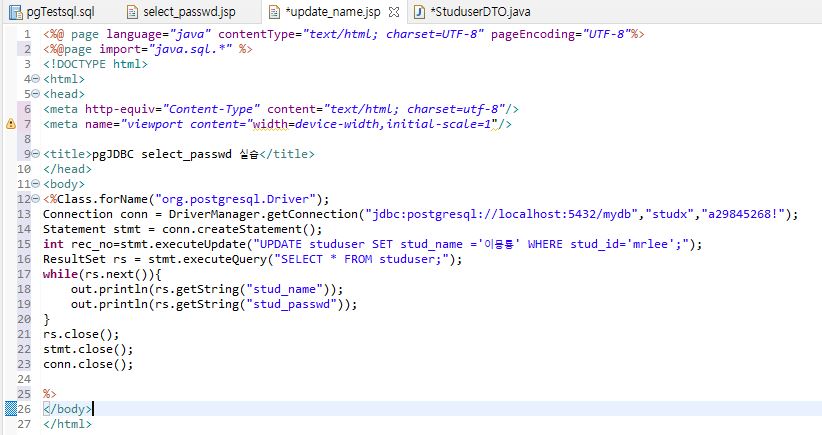 pgTestsql.sql select_passwd.jsp *update_name.jsp *StuduserDTO.java
1 <%@ page language="java" contentType="text/html; charset=UTF-8" pageEncoding="UTF-8"%>
2 <%@page import="java.sql.*" %>
3 <!DOCTYPE html>
4 <html>
5 <head>
6 <meta http-equiv="Content-Type" content="text/html; charset=utf-8"/>
7 <meta name="viewport content="width=device-width,initial-scale=1"/>
8
9 <title>pgJDBC select_passwd 실습</title>
10 </head>
11 <body>
12 <%Class.forName("org.postgresql.Driver");
13 Connection conn = DriverManager.getConnection("jdbc:postgresql://localhost:5432/mydb","studx","a29845268!");
14 Statement stmt = conn.createStatement();
15 int rec_no=stmt.executeUpdate("UPDATE studuser SET stud_name ='이몽룡' WHERE stud_id='mrlee';");
16 ResultSet rs = stmt.executeQuery("SELECT * FROM studuser;");
17 while(rs.next()){
18 out.println(rs.getString("stud_name"));
19 out.println(rs.getString("stud_passwd"));
20 }
21 rs.close();
22 stmt.close();
23 conn.close();
24
25 %>
26 </body>
27 </html>